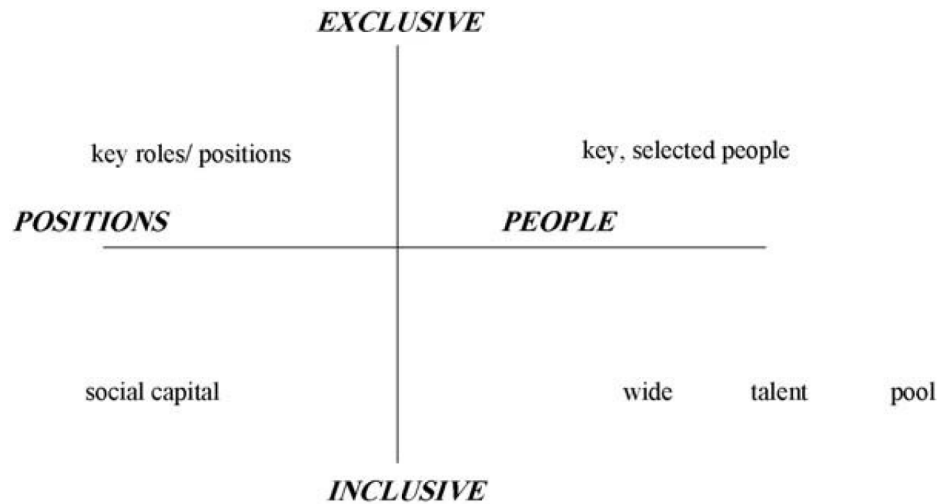 EXCLUSIVE
key roles/ positions
key, selected people
POSITIONS
PEOPLE
social capital
wide talent pool
INCLUSIVE